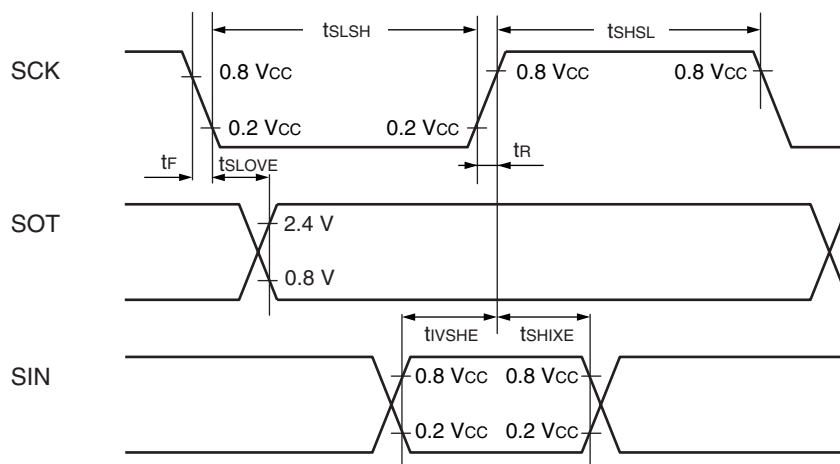 tSLSH tSHSL
SCK 0.8 VCC 0.8 VCC 0.8 VCC
0.2 VCC 0.2 VCC
tF tSLOVE tR
SOT 2.4 V
0.8 V
tIVSHE tSHIXE
SIN 0.8 VCC 0.8 VCC
0.2 VCC 0.2 VCC